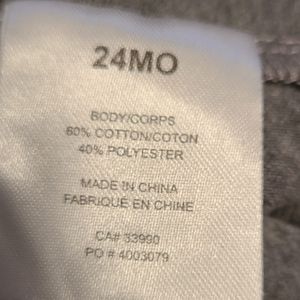 24MO
BODY/CORPS
60% COTTON/COTON
40% POLYESTER
MADE IN CHINA
FABRIQUÉ EN CHINE
CA# 33990
PO # 4003079